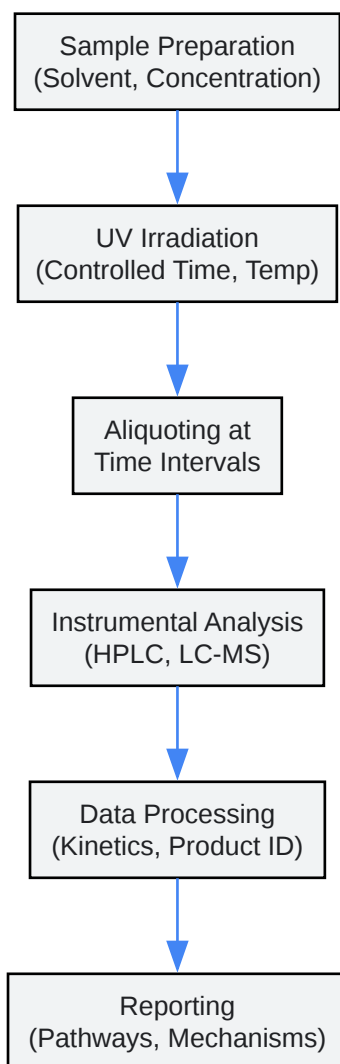 Sample Preparation
(Solvent, Concentration)
UV Irradiation
(Controlled Time, Temp)
Aliquoting at
Time Intervals
Instrumental Analysis
(HPLC, LC-MS)
Data Processing
(Kinetics, Product ID)
Reporting
(Pathways, Mechanisms)